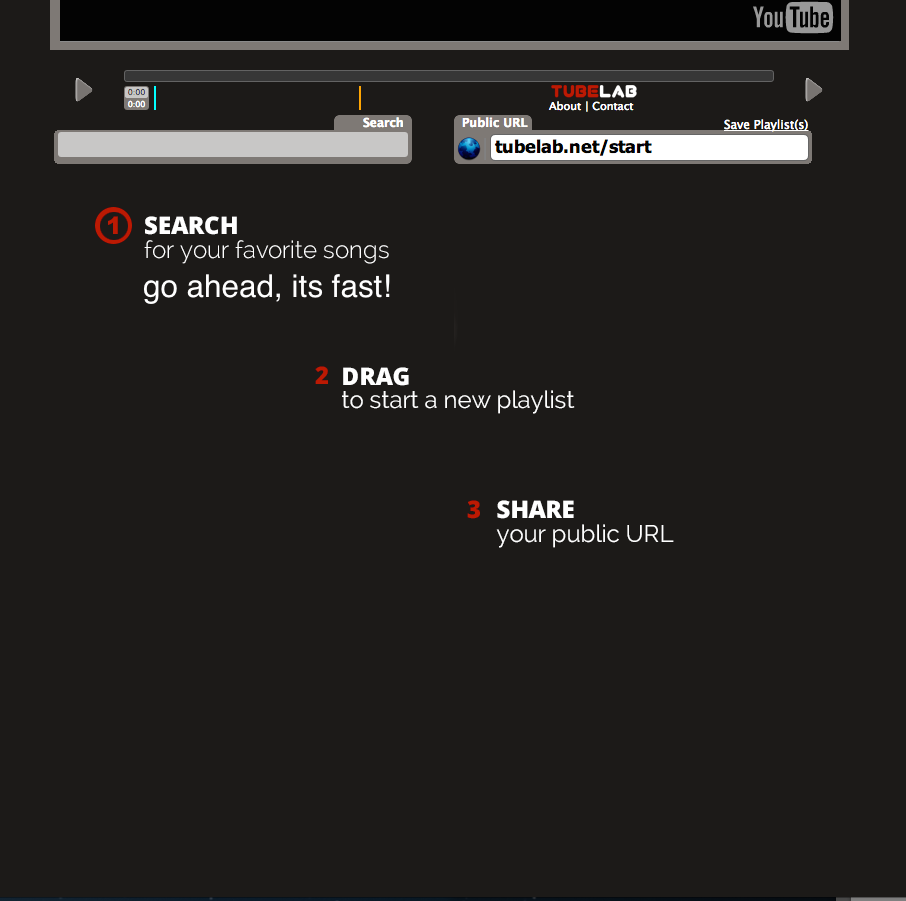 YouTube
0:00
0:00
TUBELAB
About | Contact
Search
Public URL
Save Playlist(s)
tubelab.net/start
1 SEARCH
for your favorite songs
go ahead, its fast!
2 DRAG
to start a new playlist
3 SHARE
your public URL